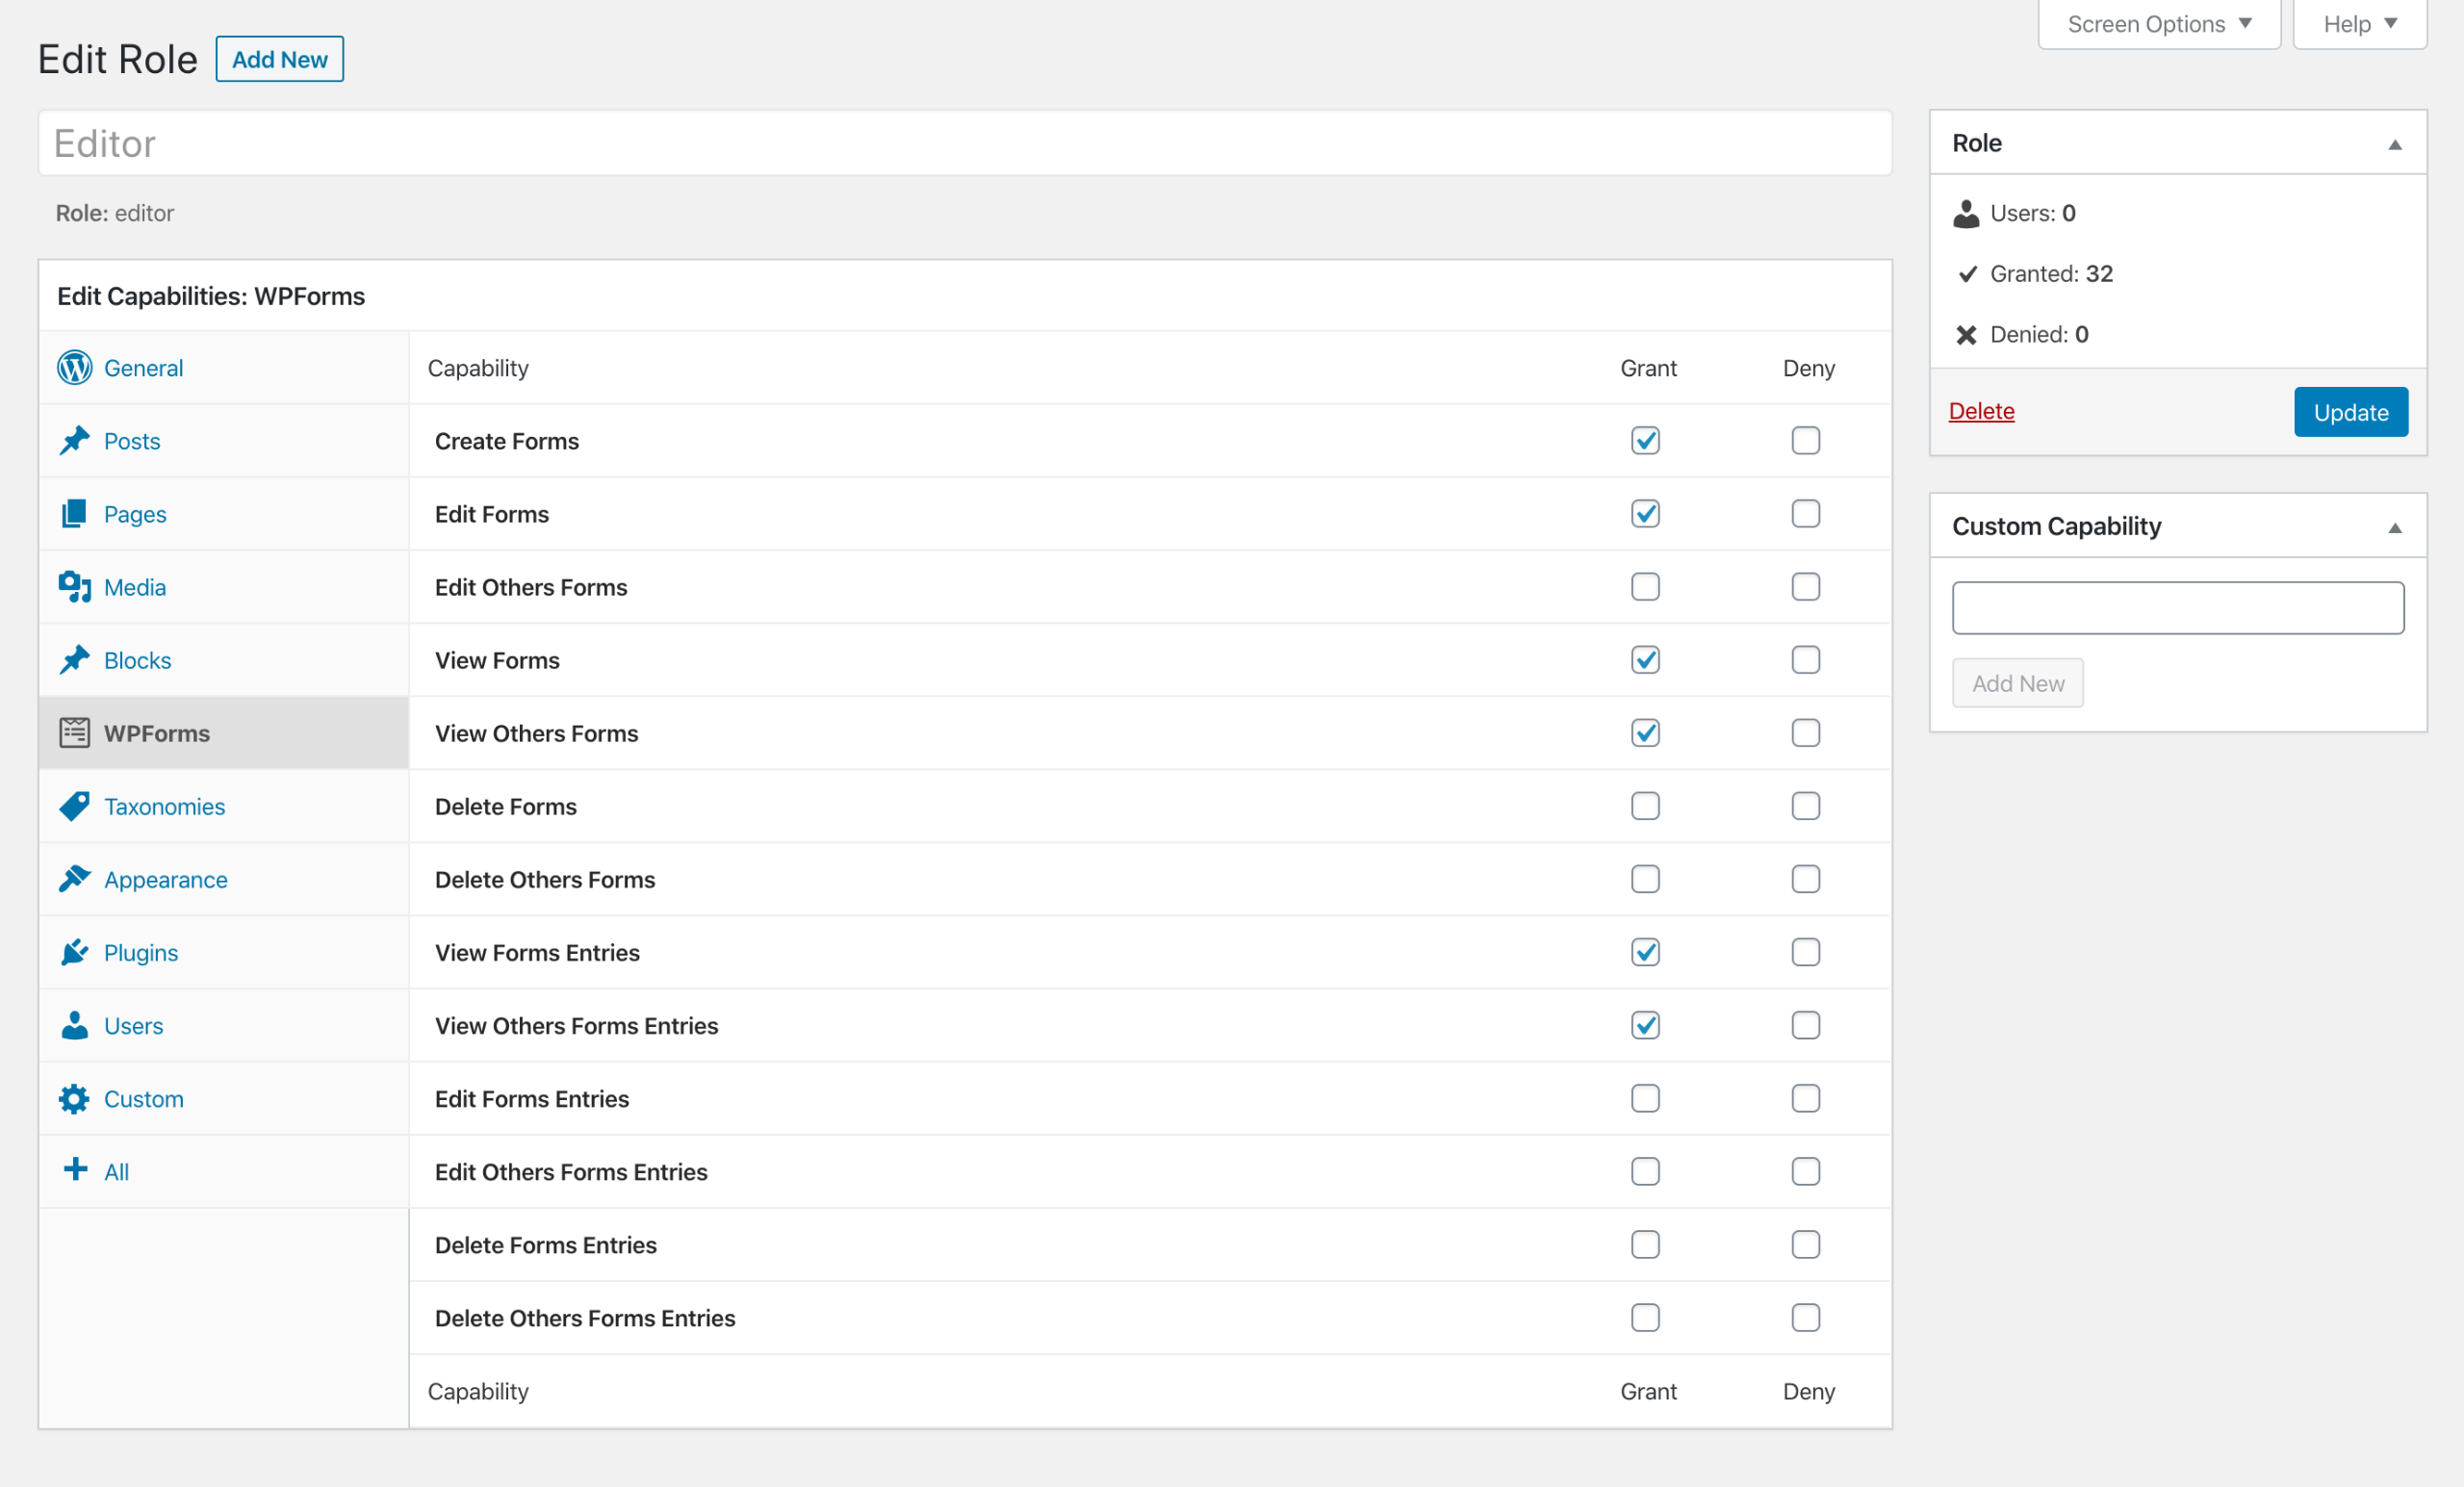 Screen Options
Help
Edit Role
Add New
Editor
Role: editor
Edit Capabilities: WPForms
General
Posts
Pages
Media
Blocks
WPForms
Taxonomies
Appearance
Plugins
Users
Custom
All
Capability Grant Deny
Create Forms
Edit Forms
Edit Others Forms
View Forms
View Others Forms
Delete Forms
Delete Others Forms
View Forms Entries
View Others Forms Entries
Edit Forms Entries
Edit Others Forms Entries
Delete Forms Entries
Delete Others Forms Entries
Capability Grant Deny
Role
Users: 0
Granted: 32
Denied: 0
Delete
Update
Custom Capability
Add New